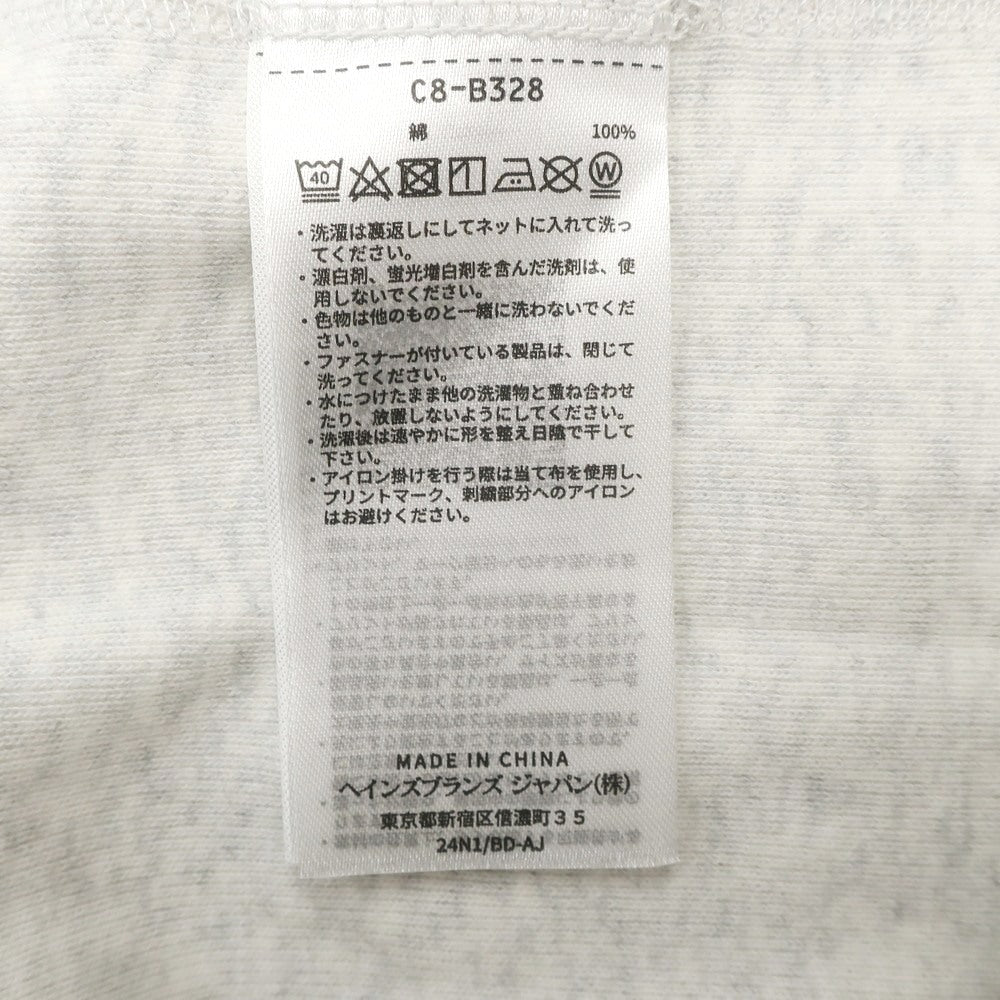 C8-B328
綿 100%
40 W
・洗濯は裏返しにしてネットに入れて洗っ
てください。
・漂白剤、蛍光増白剤を含んだ洗剤は、使
用しないでください。
・色物は他のものと一緒に洗わないでくだ
さい。
・ファスナーが付いている製品は、閉じて
洗ってください。
・水につけたまま他の洗濯物と重ね合わせ
たり、放置しないようにしてください。
・洗濯後は速やかに形を整え日陰で干して
下さい。
・アイロン掛けを行う際は当て布を使用し、
プリントマーク、刺繍部分へのアイロン
はお避けください。
MADE IN CHINA
ヘインズブランズ ジャパン(株)
東京都新宿区信濃町35
24N1/BD-AJ